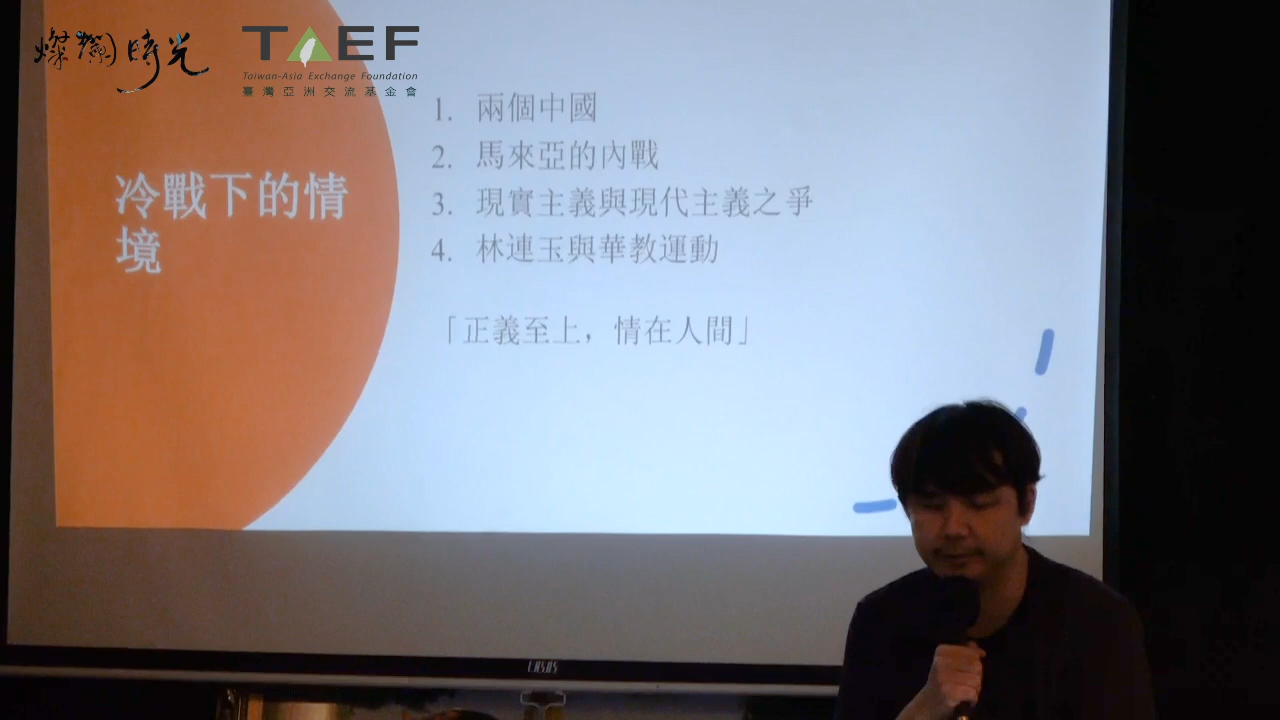 燦爛時光
TAEF
Taiwan-Asia Exchange Foundation
臺灣亞洲交流基金會
冷戰下的情
境
1. 兩個中國
2. 馬來亞的內戰
3. 現實主義與現代主義之爭
4. 林連玉與華教運動
「正義至上，情在人間」